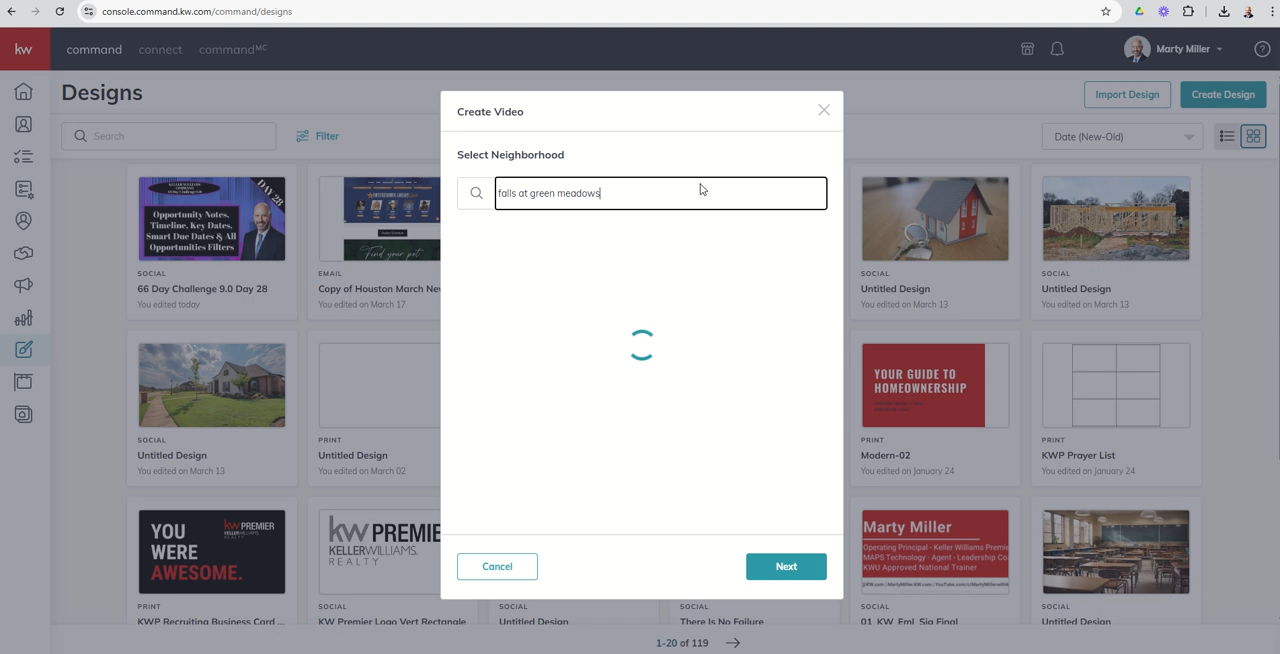 console.command.kw.com/command/designs
kw
command
connect
commandMC
Marty Miller
Designs
Import Design
Create Design
Search
Filter
Date (New-Old)
Create Video
Select Neighborhood
falls at green meadows
Cancel
Next
KELLER WILLIAMS
DAY 28
Opportunity Notes,
Timeline, Key Dates,
Smart Due Dates & All
Opportunities Filters
SOCIAL
66 Day Challenge 9.0 Day 28
You edited today
Find your pet
EMAIL
Copy of Houston March Ne
You edited on March 17
SOCIAL
Untitled Design
You edited on March 13
SOCIAL
Untitled Design
You edited on March 13
SOCIAL
Untitled Design
You edited on March 13
PRINT
Untitled Design
You edited on March 02
YOUR GUIDE TO
HOMEOWNERSHIP
PRINT
Modern-02
You edited on January 24
PRINT
KWP Prayer List
You edited on January 24
YOU
WERE
AWESOME.
kw PREMIER
KELLERWILLIAMS.
REALTY
PRINT
KWP Recruiting Business Card ...
kw PREMIE
KELLERWILLIAMS.
REALTY
SOCIAL
KW Premier Logo Vert Rectangle
SOCIAL
Untitled Design
SOCIAL
There Is No Failure
Marty Miller
Operating Principal - Keller Williams Premie
MAPS Technology - Agent - Leadership Co
KWU Approved National Trainer
SOCIAL
01_KW_Eml_Sig Final
SOCIAL
Untitled Design
1-20 of 119